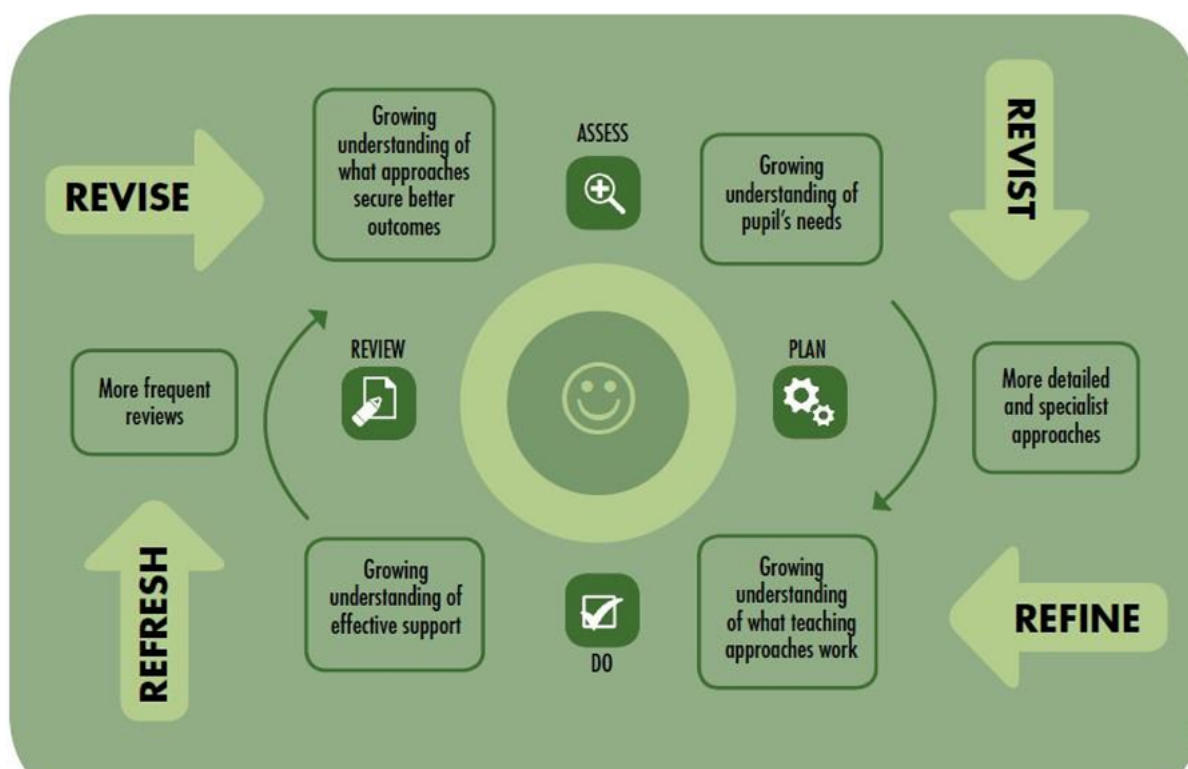 REVISE
Growing
understanding of
what approaches
secure better
outcomes
ASSESS
Growing
understanding of
pupil's needs
REVIST
More frequent
reviews
REVIEW
PLAN
More detailed
and specialist
approaches
REFRESH
Growing
understanding of
effective support
DO
Growing
understanding
of what teaching
approaches work
REFINE